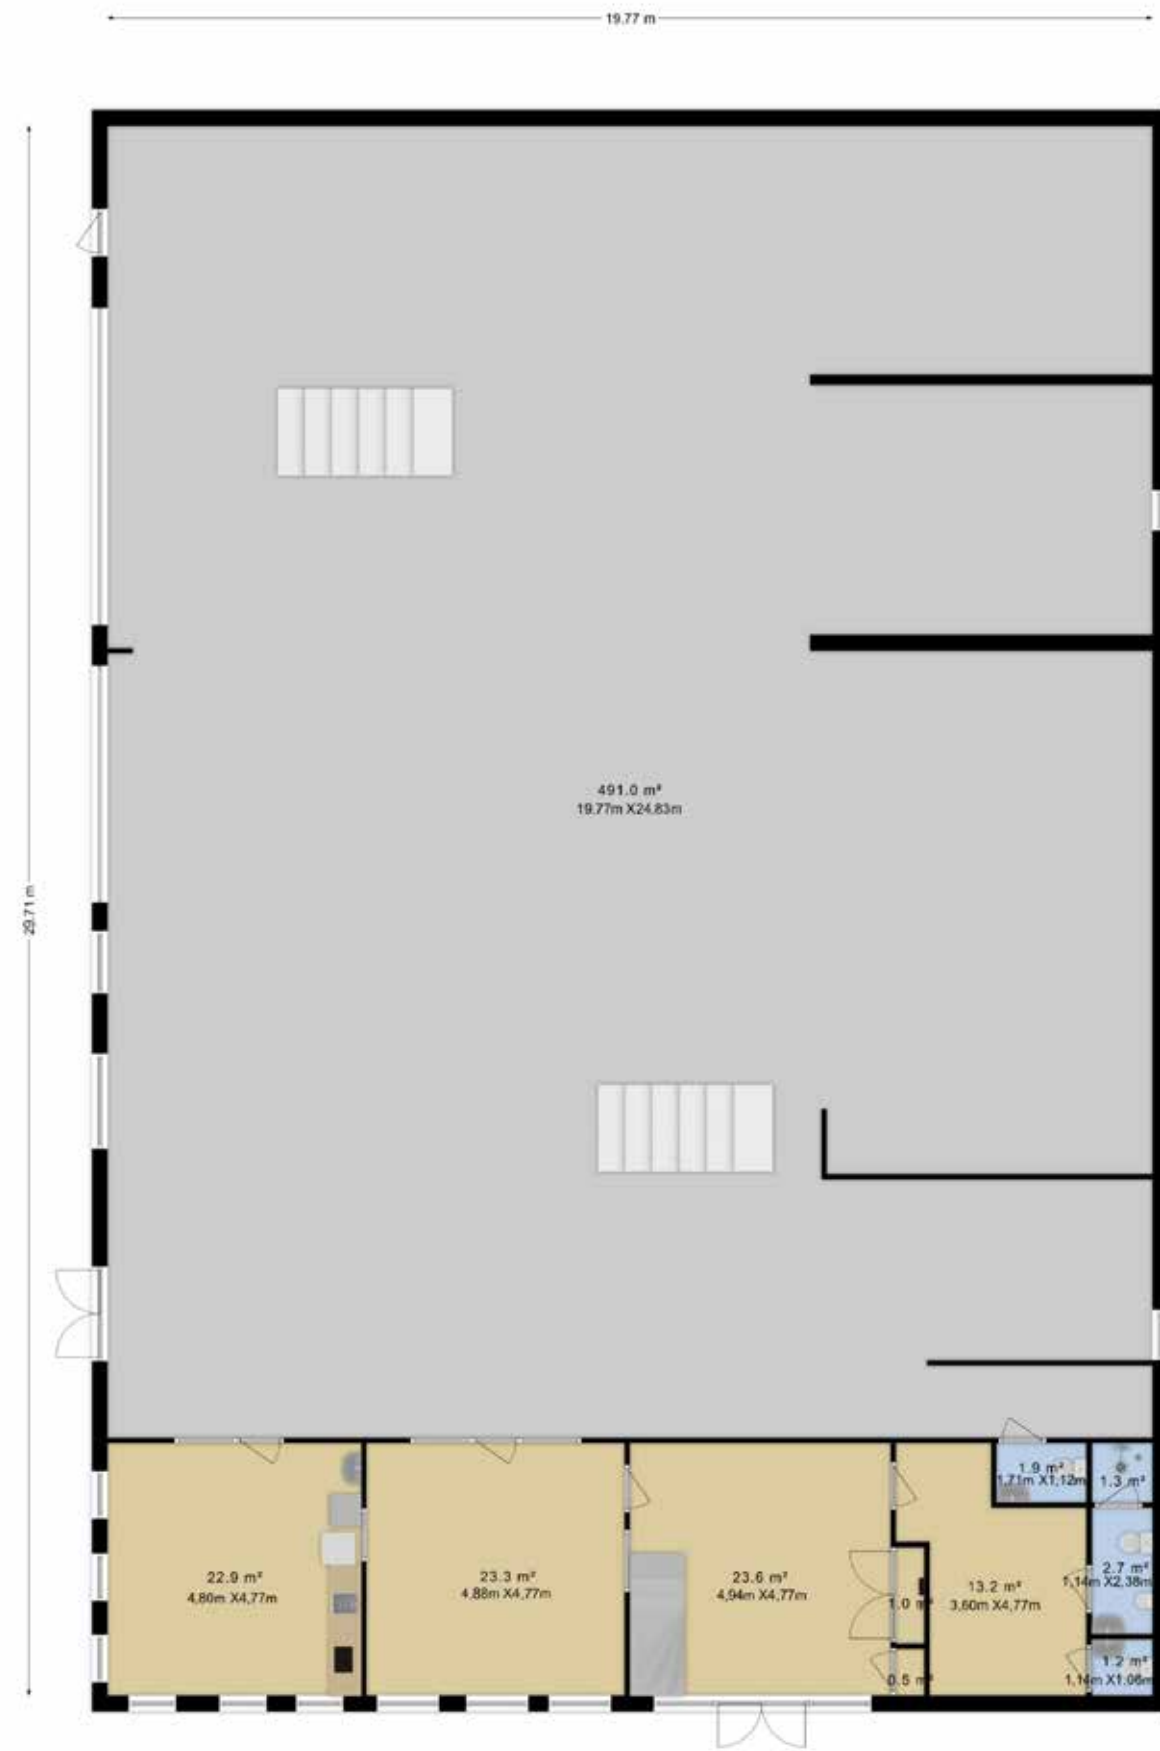 19.77 m
29.71 m
491.0 m²
19.77m X24.83m
22.9 m²
4,80m X4,77m
23.3 m²
4,88m X4,77m
23.6 m²
4,94m X4,77m
1.0 m²
0.5 m²
13.2 m²
3,60m X4,77m
1.9 m²
1,71m X1,12m
1.3 m²
2.7 m²
1,14m X2,38m
1.2 m²
1,14m X1,06m